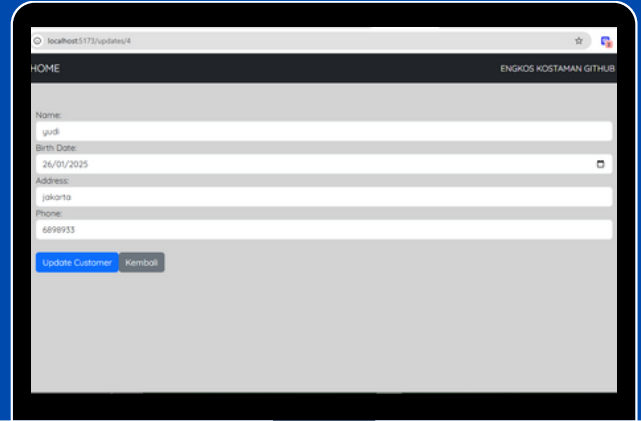 localhost:5173/updates/4
HOME ENGKOS KOSTAMAN GITHUB
Name:
yudi
Birth Date:
26/01/2025
Address:
jakarta
Phone:
6898933
Update Customer Kembali